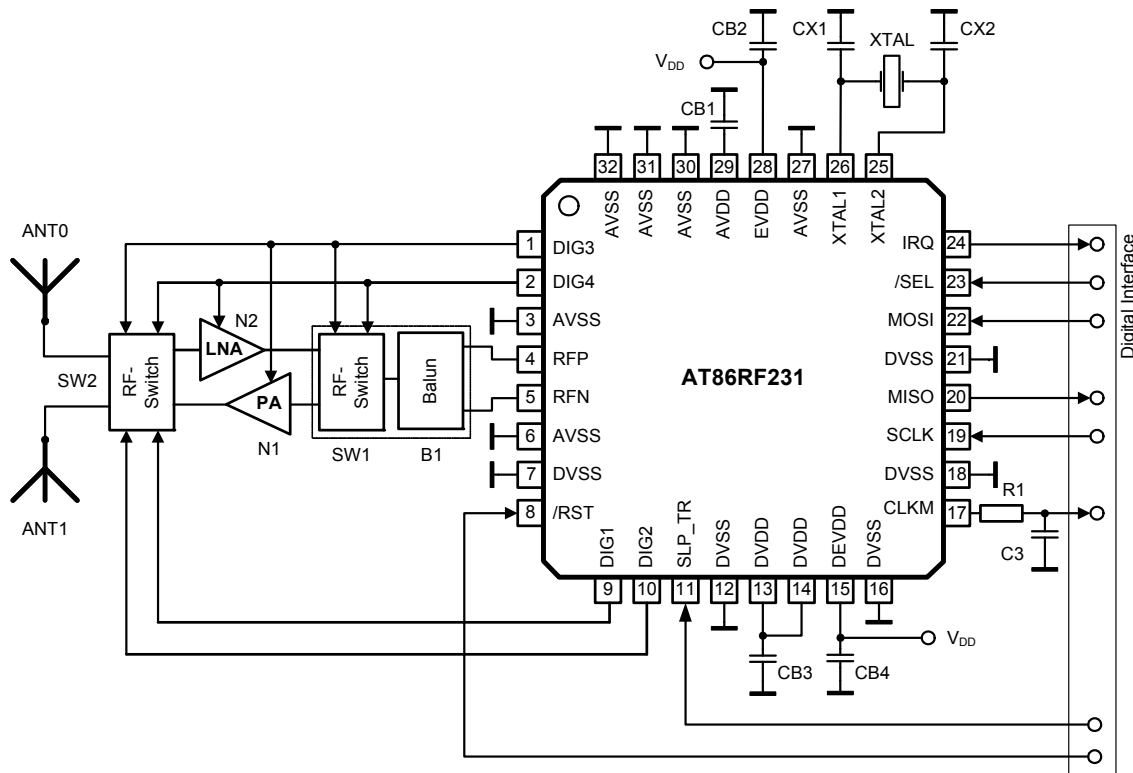 CB2
CX1
XTAL
CX2
VDD
CB1
32
31
30
29
28
27
26
25
AVSS
AVSS
AVSS
AVDD
EVDD
AVSS
XTAL1
XTAL2
ANT0
ANT1
SW2
RF-Switch
N2
LNA
PA
N1
RF-Switch
SW1
Balun
B1
1
DIG3
2
DIG4
3
AVSS
4
RFP
5
RFN
6
AVSS
7
DVSS
8
/RST
AT86RF231
IRQ
24
/SEL
23
MOSI
22
DVSS
21
MISO
20
SCLK
19
DVSS
18
CLKM
17
R1
C3
Digital Interface
DIG1
DIG2
SLP_TR
DVSS
DVDD
DVDD
DEVDD
DVSS
9
10
11
12
13
14
15
16
CB3
CB4
VDD